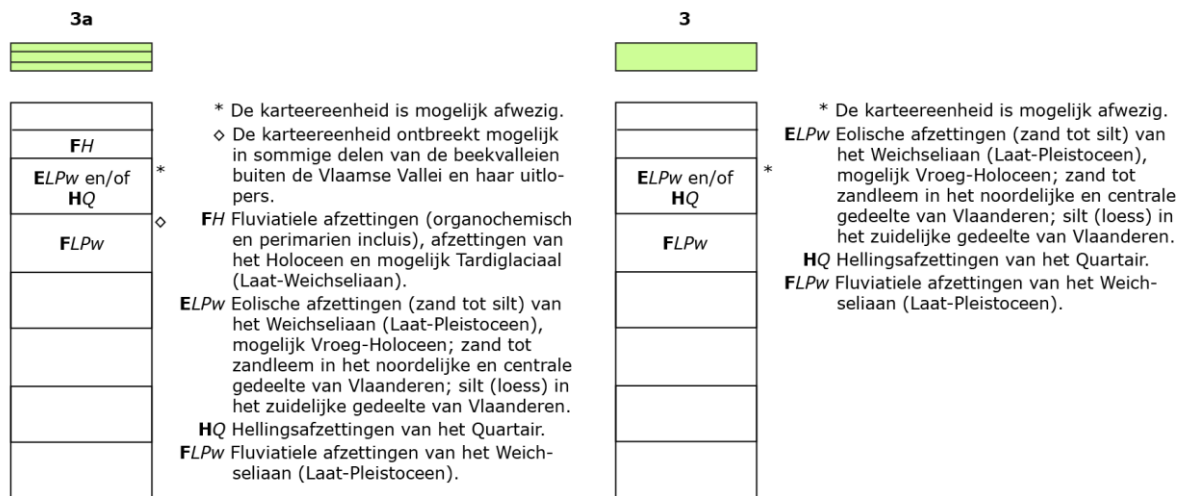 3a
FH
ELPw en/of
HQ
*
◇
FLPw
* De karteereenheid is mogelijk afwezig.
◇ De karteereenheid ontbreekt mogelijk
in sommige delen van de beekvalleien
buiten de Vlaamse Vallei en haar uitlo-
pers.
FH Fluviatiele afzettingen (organochemisch
en perimarien incluis), afzettingen van
het Holoceen en mogelijk Tardiglaciaal
(Laat-Weichseliaan).
ELPw Eolische afzettingen (zand tot silt) van
het Weichseliaan (Laat-Pleistoceen),
mogelijk Vroeg-Holoceen; zand tot
zandleem in het noordelijke en centrale
gedeelte van Vlaanderen; silt (loess) in
het zuidelijke gedeelte van Vlaanderen.
HQ Hellingsafzettingen van het Quartair.
FLPw Fluviatiele afzettingen van het Weich-
seliaan (Laat-Pleistoceen).
3
ELPw en/of
HQ
*
FLPw
* De karteereenheid is mogelijk afwezig.
ELPw Eolische afzettingen (zand tot silt) van
het Weichseliaan (Laat-Pleistoceen),
mogelijk Vroeg-Holoceen; zand tot
zandleem in het noordelijke en centrale
gedeelte van Vlaanderen; silt (loess) in
het zuidelijke gedeelte van Vlaanderen.
HQ Hellingsafzettingen van het Quartair.
FLPw Fluviatiele afzettingen van het Weich-
seliaan (Laat-Pleistoceen).